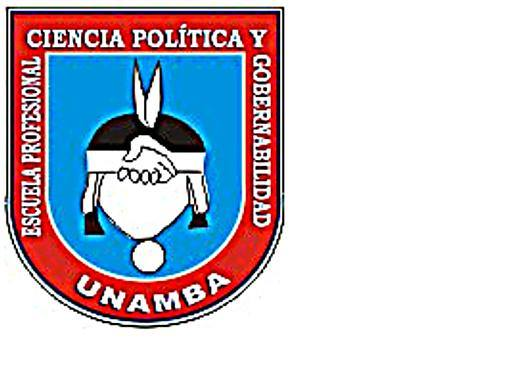 CIENCIA POLÍTICA Y
ESCUELA PROFESIONAL
GOBERNABILIDAD
UNAMBA